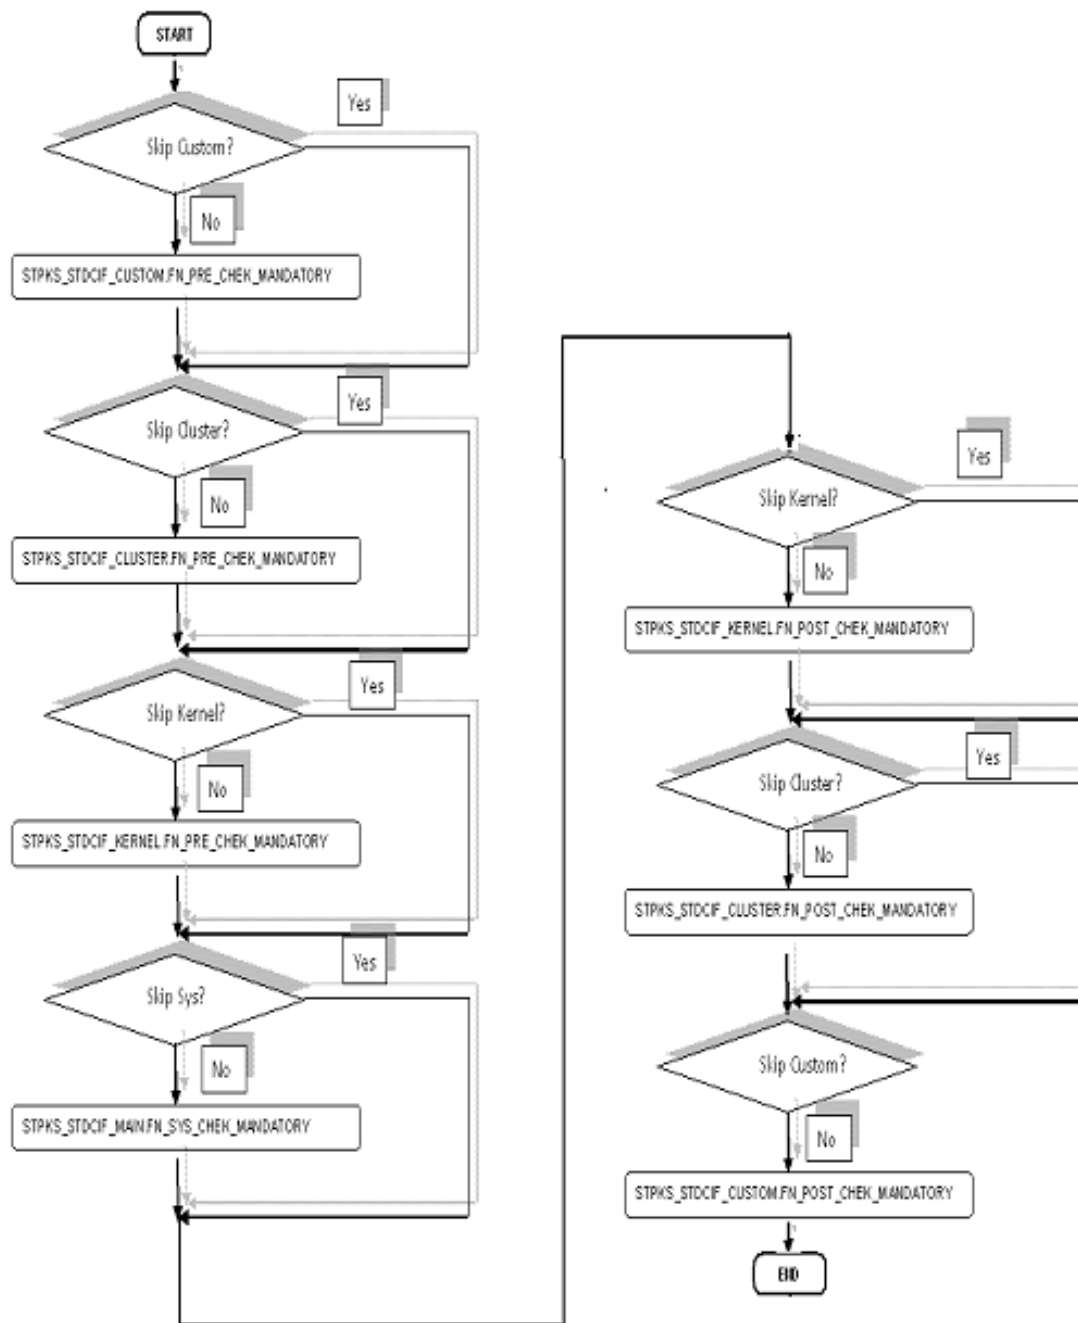 START
Skip Custom?
Yes
No
STPKS_STDCIF_CUSTOM.FN_PRE_CHEK_MANDATORY
Skip Cluster?
Yes
No
STPKS_STDCIF_CLUSTER.FN_PRE_CHEK_MANDATORY
Skip Kernel?
Yes
No
STPKS_STDCIF_KERNEL.FN_PRE_CHEK_MANDATORY
Skip Sys?
Yes
No
STPKS_STDCIF_MAIN.FN_SYS_CHEK_MANDATORY
Skip Kernel?
Yes
No
STPKS_STDCIF_KERNEL.FN_POST_CHEK_MANDATORY
Skip Cluster?
Yes
No
STPKS_STDCIF_CLUSTER.FN_POST_CHEK_MANDATORY
Skip Custom?
No
STPKS_STDCIF_CUSTOM.FN_POST_CHEK_MANDATORY
END